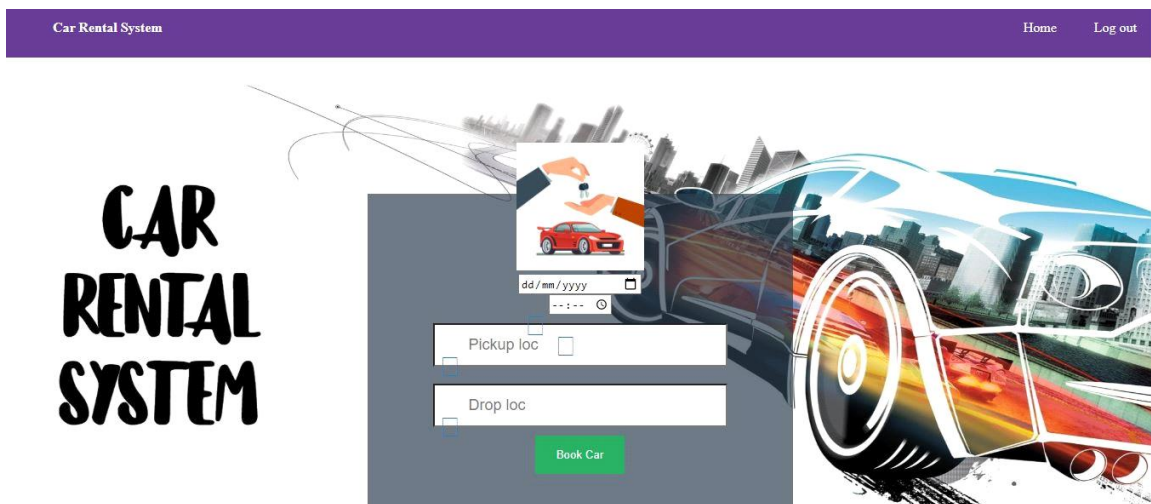 Car Rental System
Home
Log out
CAR
RENTAL
SYSTEM
dd/mm/yyyy
--:--
Pickup loc
Drop loc
Book Car